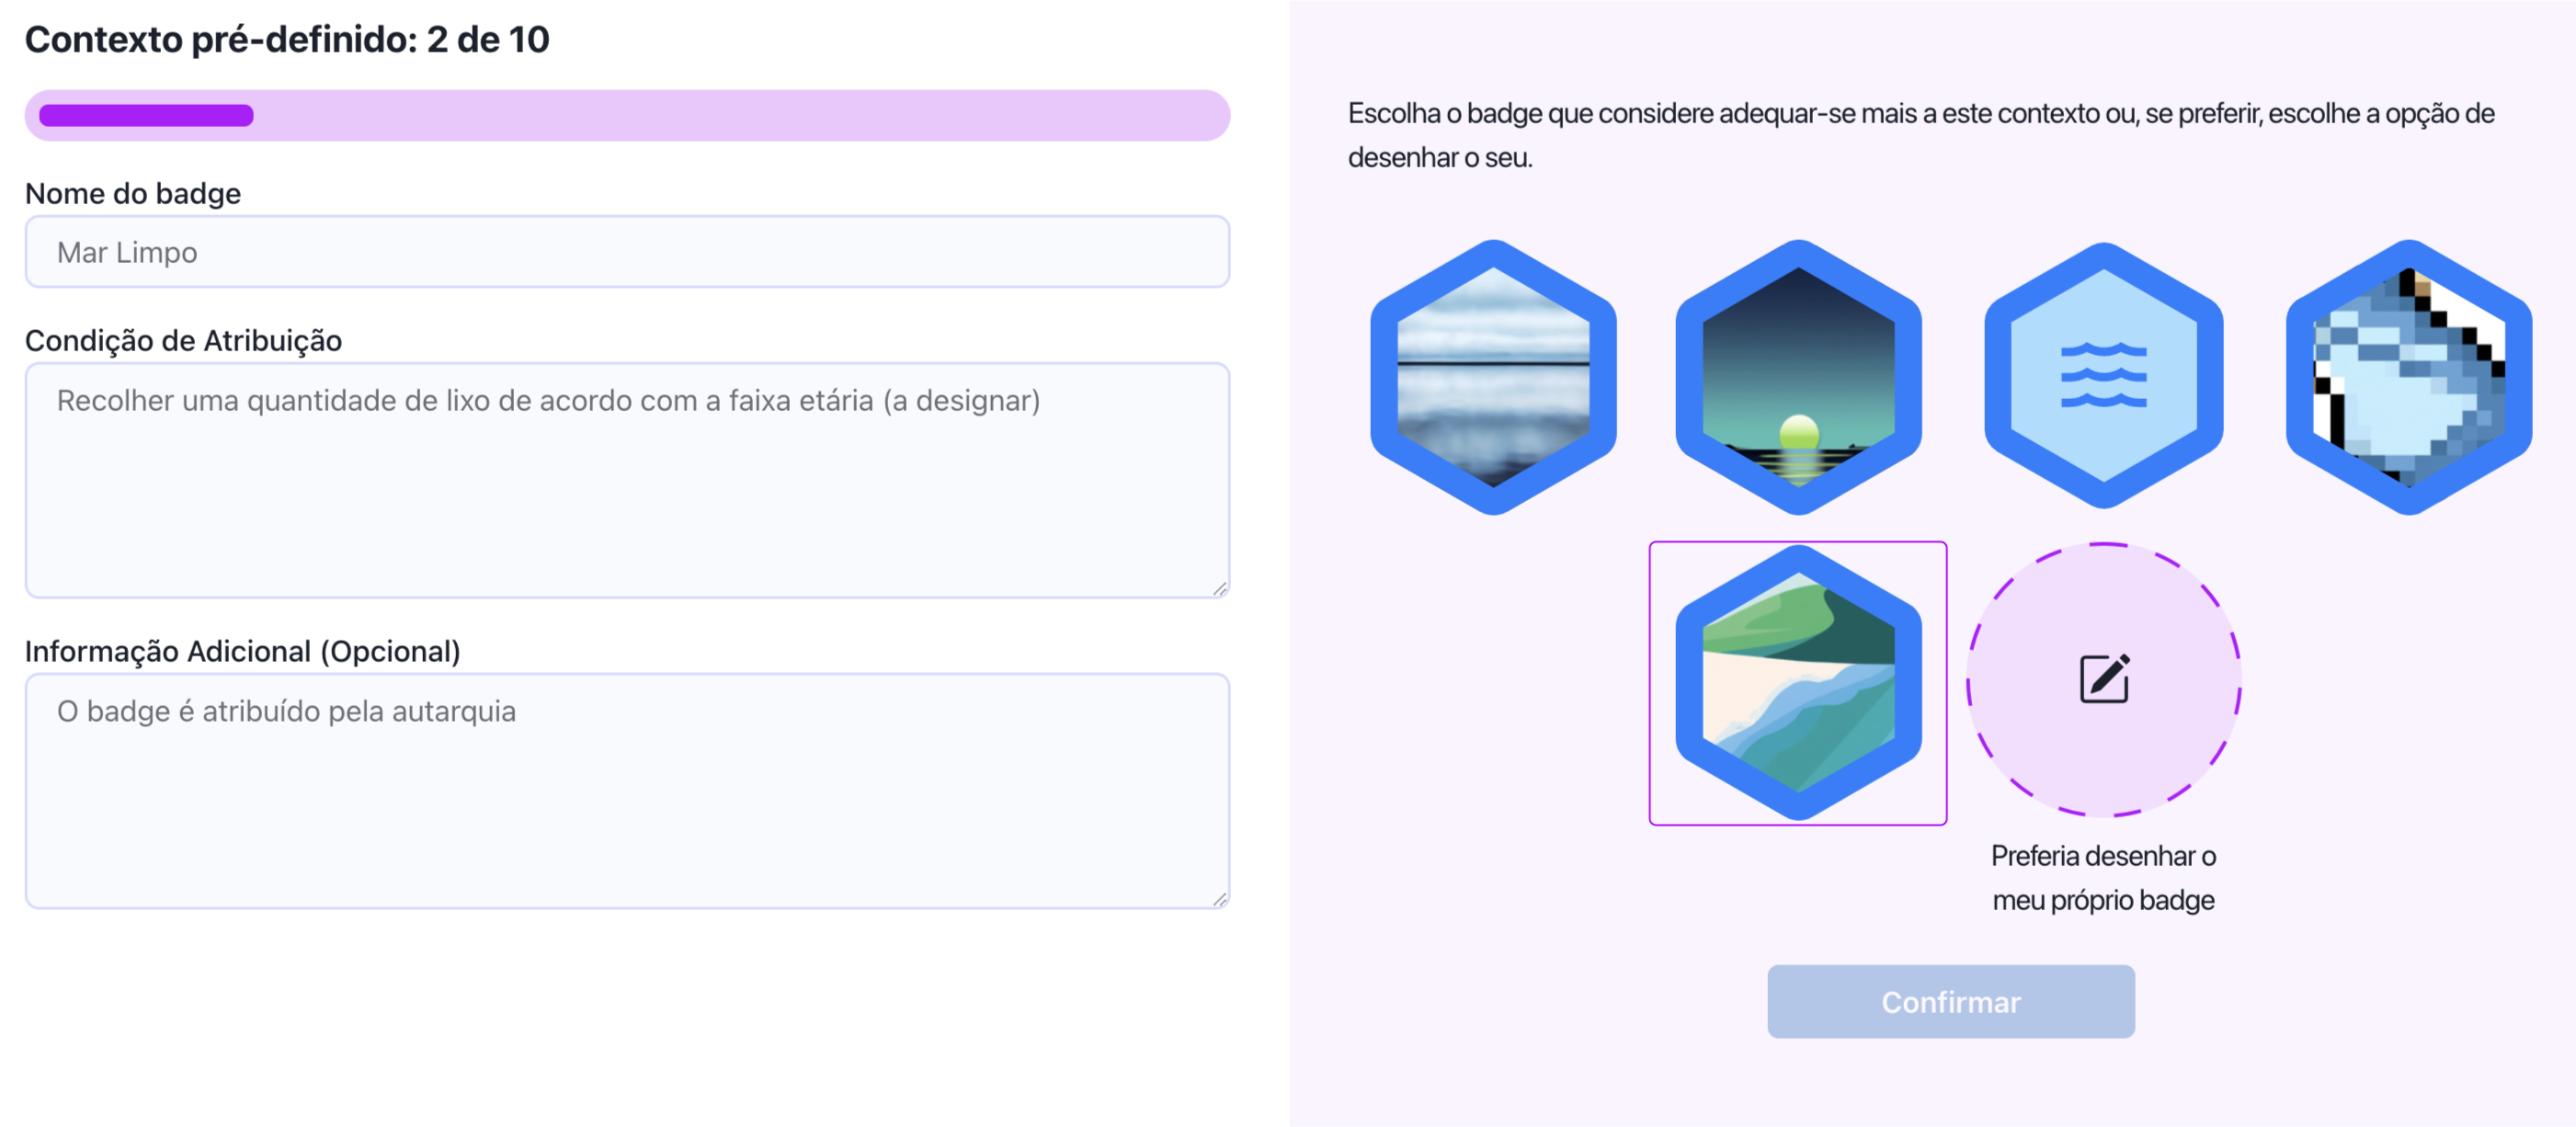 Contexto pré-definido: 2 de 10
Nome do badge
Mar Limpo
Condição de Atribuição
Recolher uma quantidade de lixo de acordo com a faixa etária (a designar)
Informação Adicional (Opcional)
O badge é atribuído pela autarquia
Escolha o badge que considere adequar-se mais a este contexto ou, se preferir, escolhe a opção de
desenhar o seu.
Preferia desenhar o
meu próprio badge
Confirmar